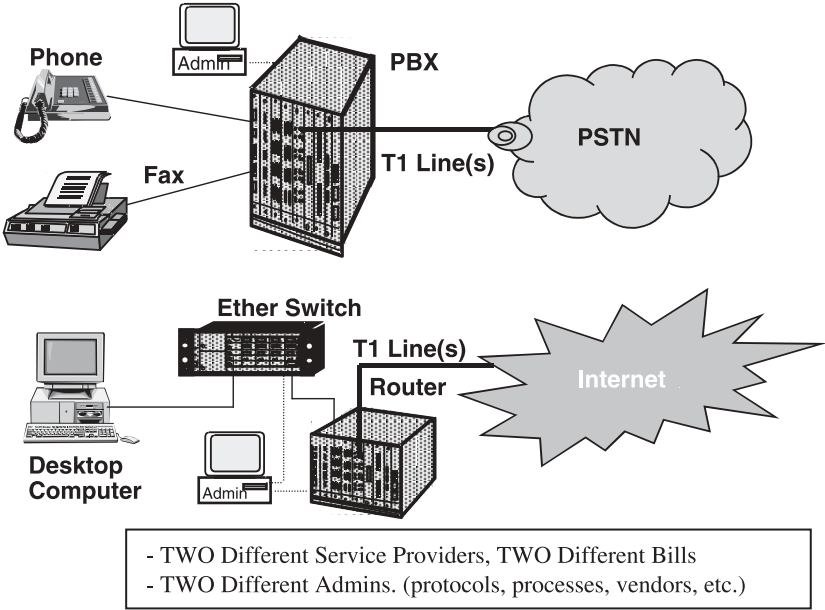 Phone
Admin
PBX
PSTN
T1 Line(s)
Fax
Ether Switch
T1 Line(s)
Router
Internet
Desktop
Computer
Admin
- TWO Different Service Providers, TWO Different Bills
- TWO Different Admins. (protocols, processes, vendors, etc.)